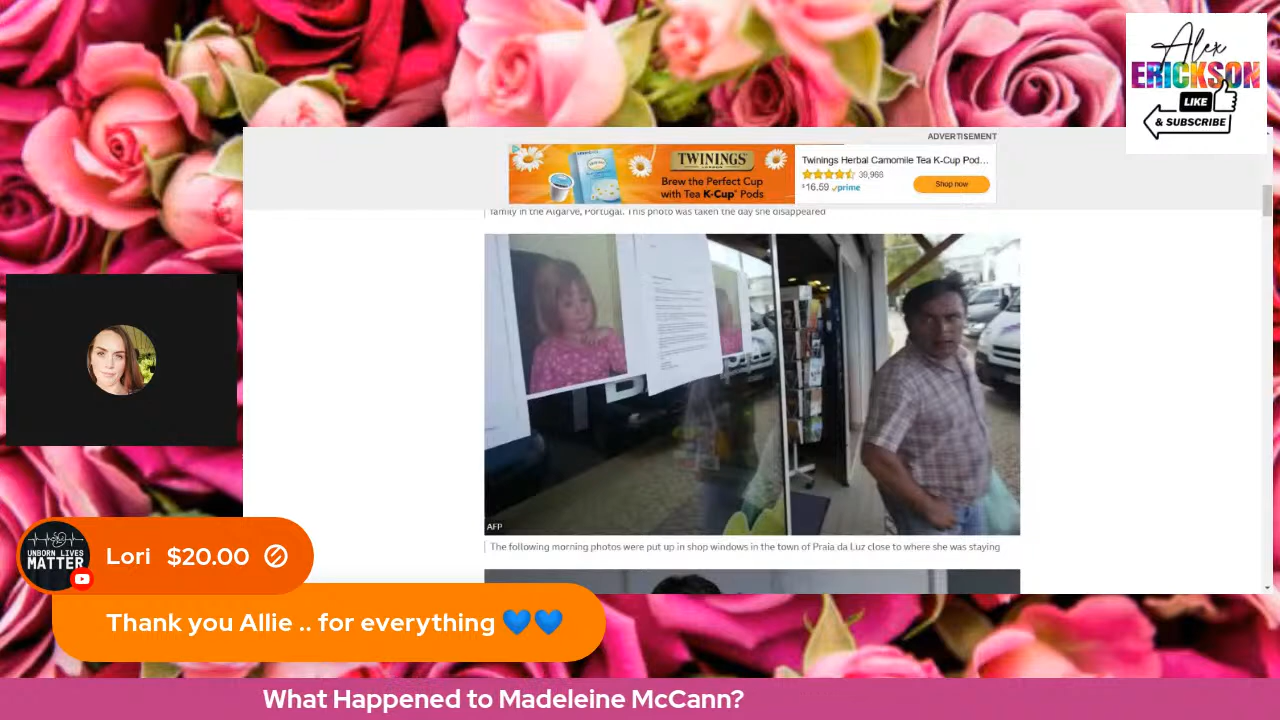 Alex
ERICKSON
LIKE
& SUBSCRIBE
ADVERTISEMENT
TWININGS
LONDON
Brew the Perfect Cup
with Tea K-Cup® Pods
Twinings Herbal Camomile Tea K-Cup Pod...
39,966
$16.59 prime
Shop now
family in the Algarve, Portugal. This photo was taken the day she disappeared
AFP
The following morning photos were put up in shop windows in the town of Praia da Luz close to where she was staying
UNBORN LIVES
MATTER
Lori $20.00
Thank you Allie .. for everything 💙💙
What Happened to Madeleine McCann?